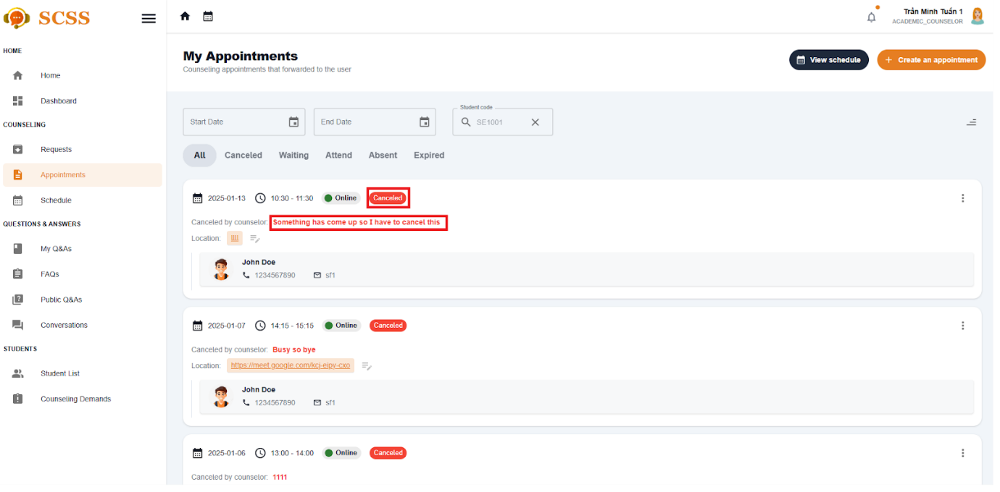 SCSS
Trần Minh Tuấn 1
ACADEMIC_COUNSELOR
HOME
Home
Dashboard
COUNSELING
Requests
Appointments
Schedule
QUESTIONS & ANSWERS
My Q&As
FAQs
Public Q&As
Conversations
STUDENTS
Student List
Counseling Demands
My Appointments
Counseling appointments that forwarded to the user
View schedule
+ Create an appointment
Start Date
End Date
Student code
SE1001
All Canceled Waiting Attend Absent Expired
2025-01-13 10:30 - 11:30 Online Canceled
Canceled by counselor: Something has come up so I have to cancel this
Location:
John Doe
1234567890 sf1
2025-01-07 14:15 - 15:15 Online Canceled
Canceled by counselor: Busy so bye
Location: https://meet.google.com/kcj-eipy-cxo
John Doe
1234567890 sf1
2025-01-06 13:00 - 14:00 Online Canceled
Canceled by counselor: 1111